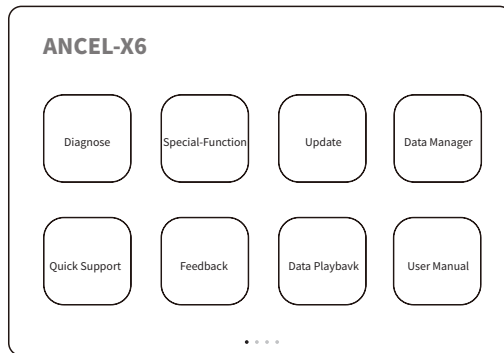 ANCEL-X6
Diagnose
Special-Function
Update
Data Manager
Quick Support
Feedback
Data Playbavk
User Manual